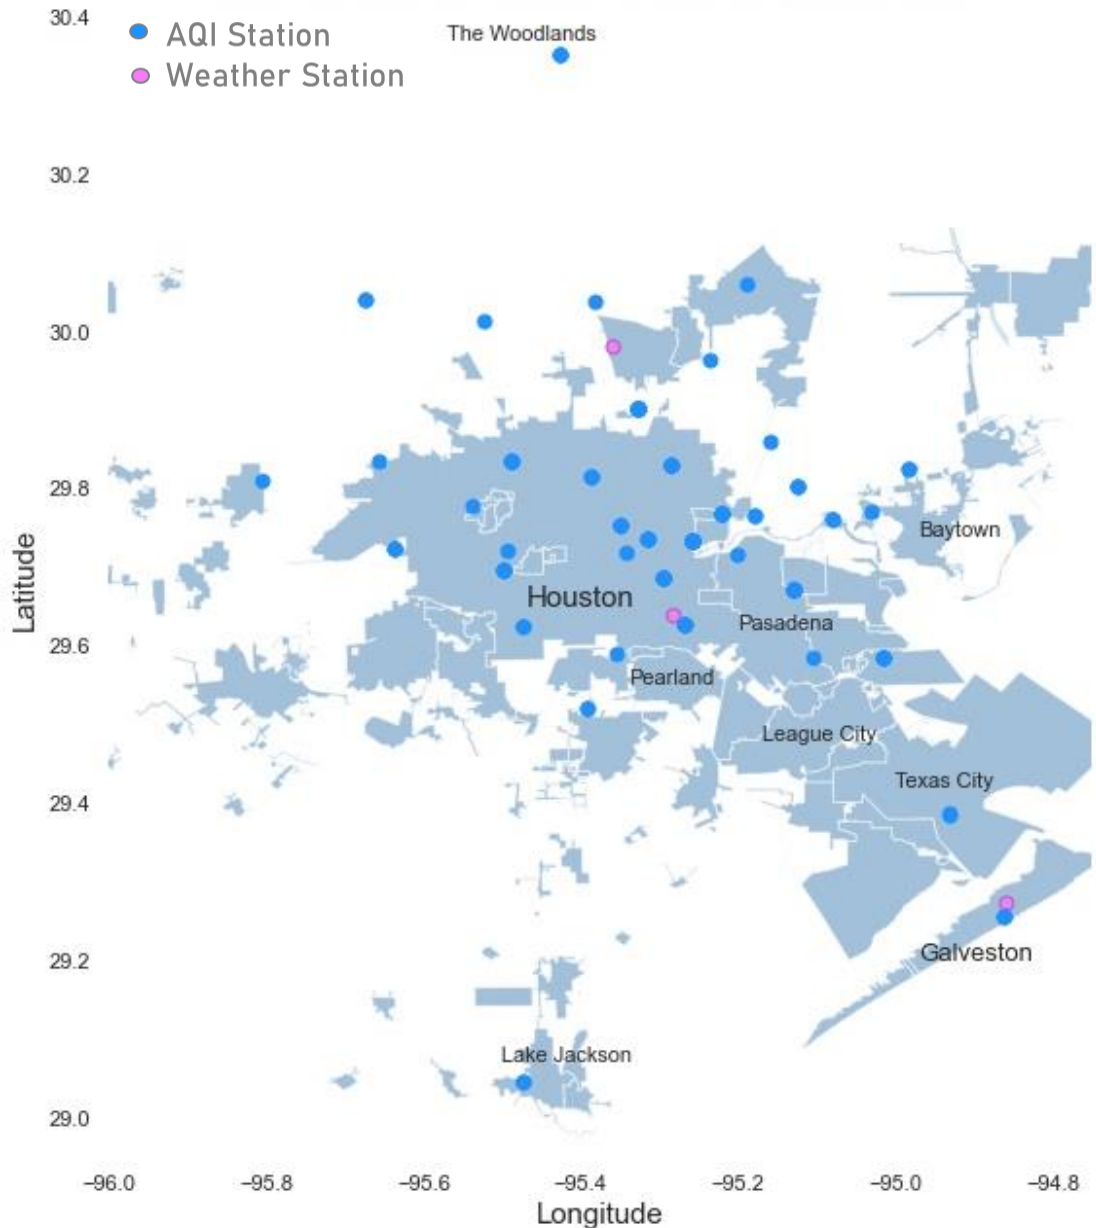 30.4
The Woodlands
AQI Station
Weather Station
30.2
30.0
29.8
Baytown
Latitude
Houston
29.6
Pasadena
Pearland
League City
Texas City
29.4
29.2
Galveston
Lake Jackson
29.0
−96.0 −95.8 −95.6 −95.4 −95.2 −95.0 −94.8
Longitude